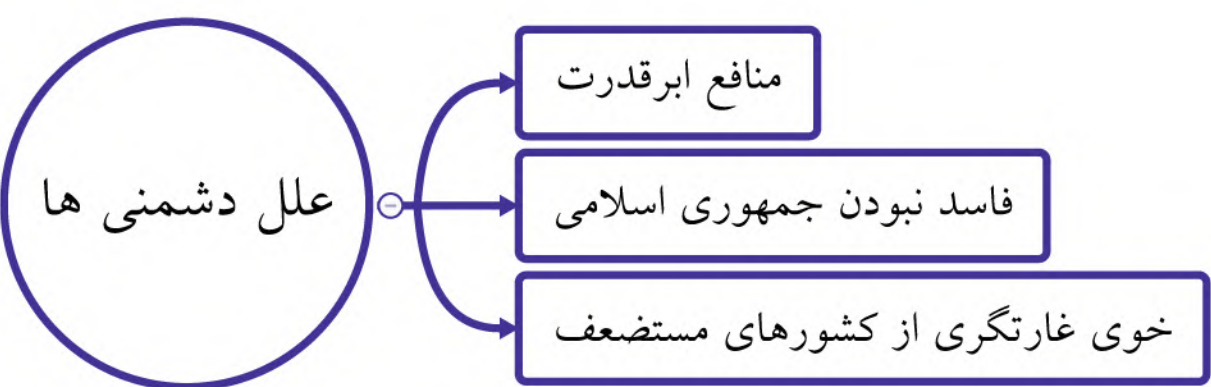 علل دشمنی ها
منافع ابرقدرت
فاسد نبودن جمهوری اسلامی
خوی غارتگری از کشورهای مستضعف